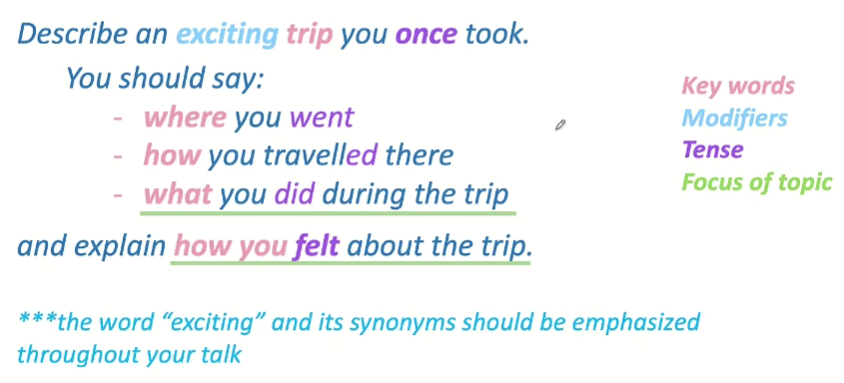 Describe an exciting trip you once took.
You should say:
- where you went
- how you travelled there
- what you did during the trip
and explain how you felt about the trip.
Key words
Modifiers
Tense
Focus of topic
***the word “exciting” and its synonyms should be emphasized
throughout your talk